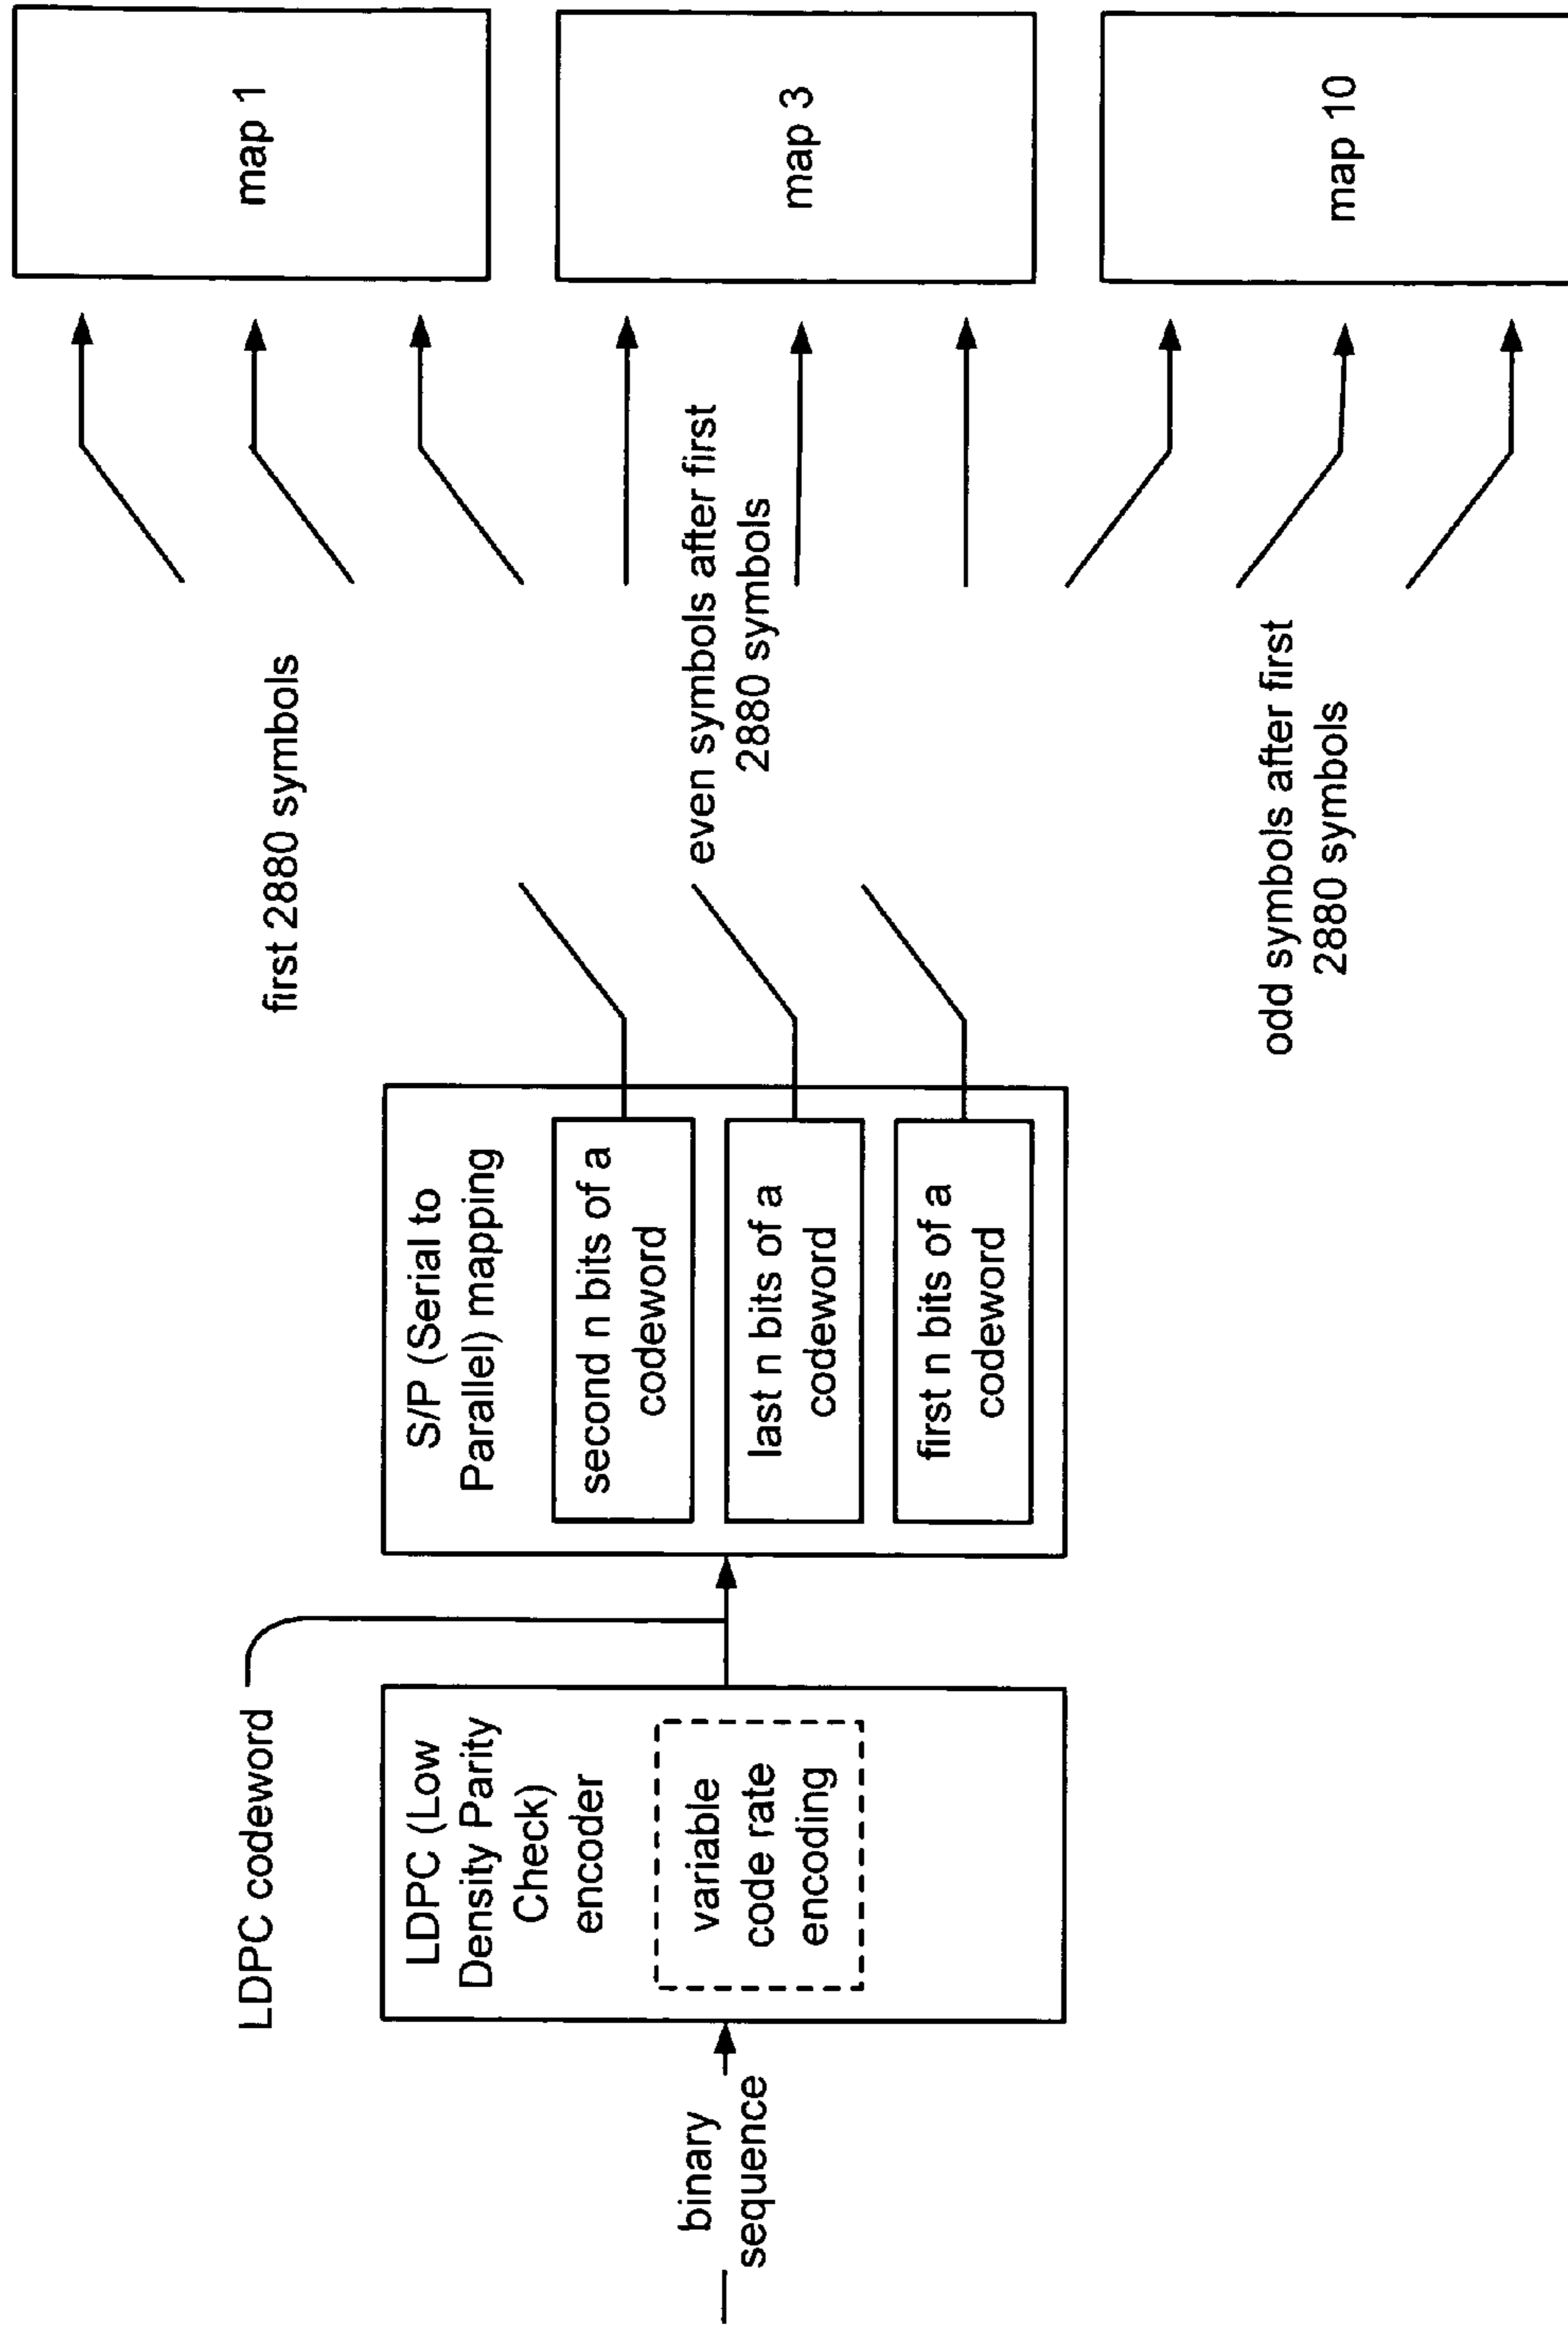 LDPC codeword
binary
sequence
LDPC (Low
Density Parity
Check)
encoder
variable
code rate
encoding
S/P (Serial to
Parallel) mapping
second n bits of a
codeword
last n bits of a
codeword
first n bits of a
codeword
first 2880 symbols
even symbols after first
2880 symbols
odd symbols after first
2880 symbols
map 1
map 3
map 10